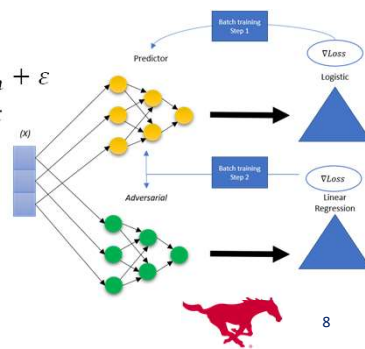 Batch training
Step 1
∇Loss
Predictor
Logistic
+ ε
(X)
Batch training
Step 2
∇Loss
Adversarial
Linear
Regression
8